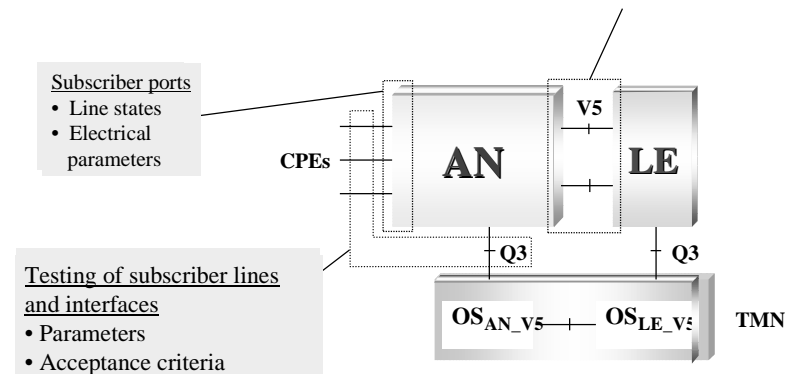 Subscriber ports
• Line states
• Electrical
parameters
V5
CPEs
AN
LE
Q3
Q3
Testing of subscriber lines
and interfaces
• Parameters
• Acceptance criteria
OSAN_V5
OSLE_V5
TMN